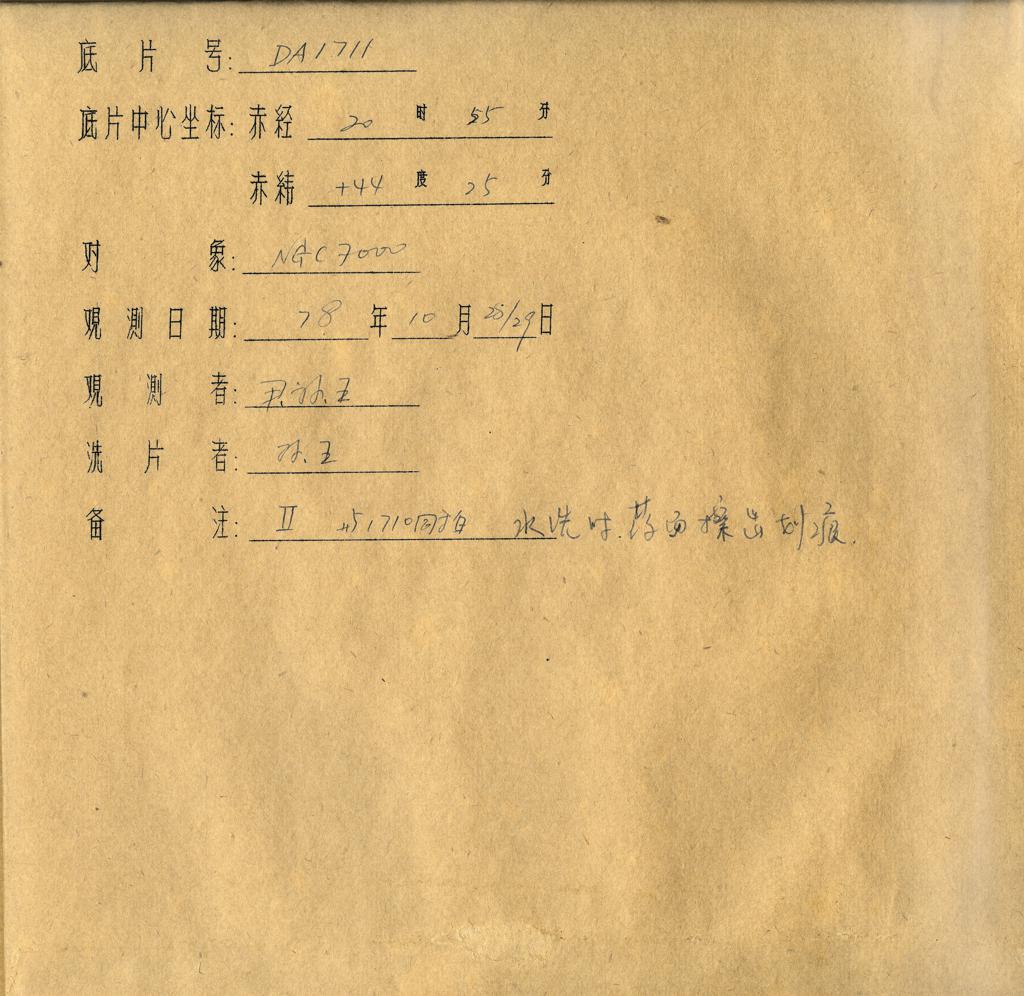 底片号: DA1711
底片中心坐标: 赤经 20 时 55 分
赤纬 +44 度 25 分
对象: NGC7000
观测日期: 78 年 10 月 28/29 日
观测者: 尹. 孙. 王
洗片者: 孙. 王
备注: II 与1710同拍 水洗时.药面擦出划痕.